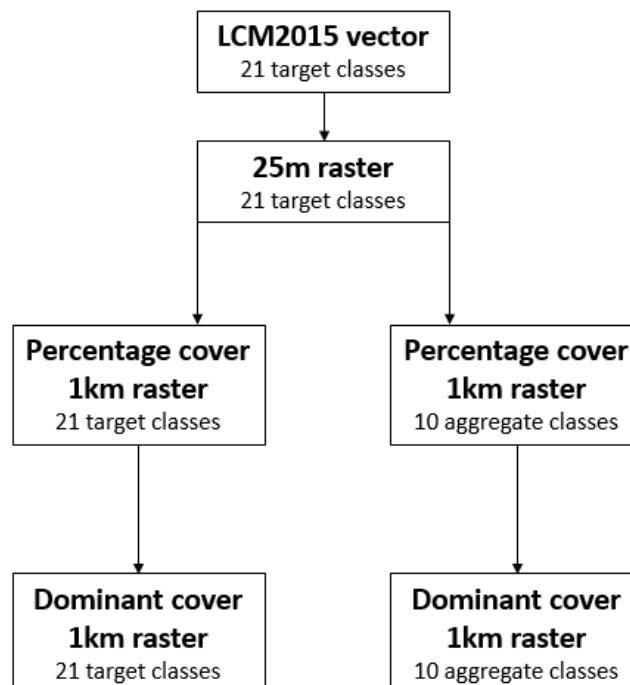 LCM2015 vector
21 target classes
25m raster
21 target classes
Percentage cover
1km raster
21 target classes
Percentage cover
1km raster
10 aggregate classes
Dominant cover
1km raster
21 target classes
Dominant cover
1km raster
10 aggregate classes